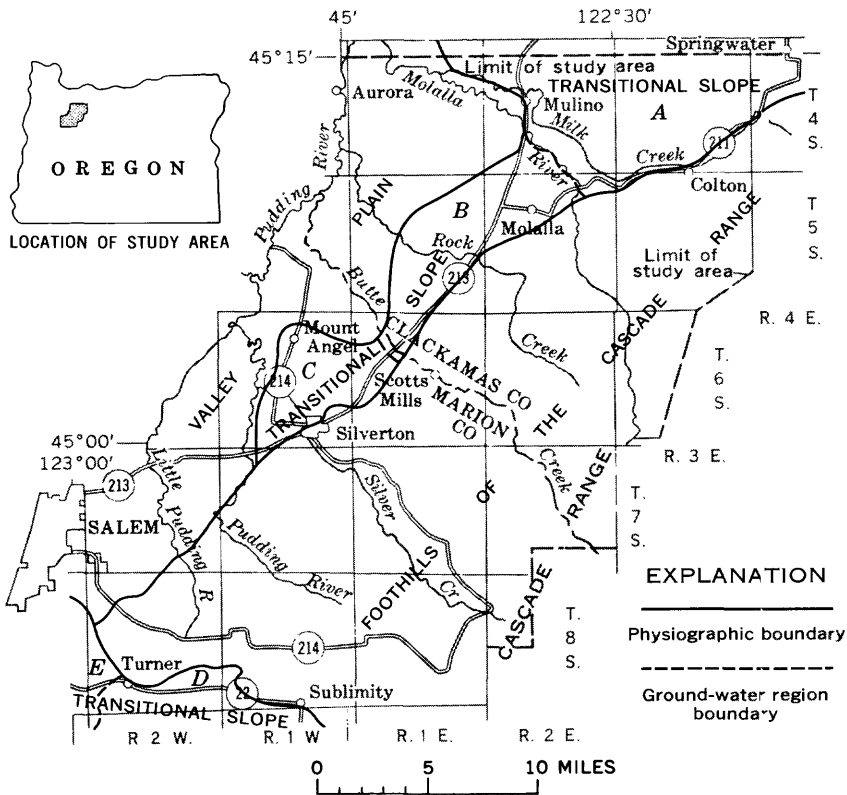 45'
122°30'
45°15'
Springwater
Limit of study area
TRANSITIONAL SLOPE
A
Aurora
Molalla
River
Mulino
Milk
Creek
211
Colton
T
4
S.
OREGON
LOCATION OF STUDY AREA
Pudding
River
PLAIN
B
Molalla
T
5
S.
Rock
Creek
213
SLOPE
RANGE
Limit of
study area
Butte
Creek
CLACKAMAS CO
MARION
CO
CASCADE
R. 4 E.
Mount
Angel
C
214
TRANSITIONAL
Scotts
Mills
T.
6
S.
VALLEY
Silverton
THE
45°00'
123°00'
213
R. 3 E.
RANGE
OF
T.
7
S.
SALEM
Little
Pudding
R
Pudding
River
Silver
Cr
FOOTHILLS
CASCADE
T.
8
S.
214
E
Turner
D
22
Sublimity
TRANSITIONAL SLOPE
R. 2 W.
R. 1 W
R. 1 E.
R. 2 E.
EXPLANATION
Physiographic boundary
Ground-water region
boundary
0
5
10 MILES